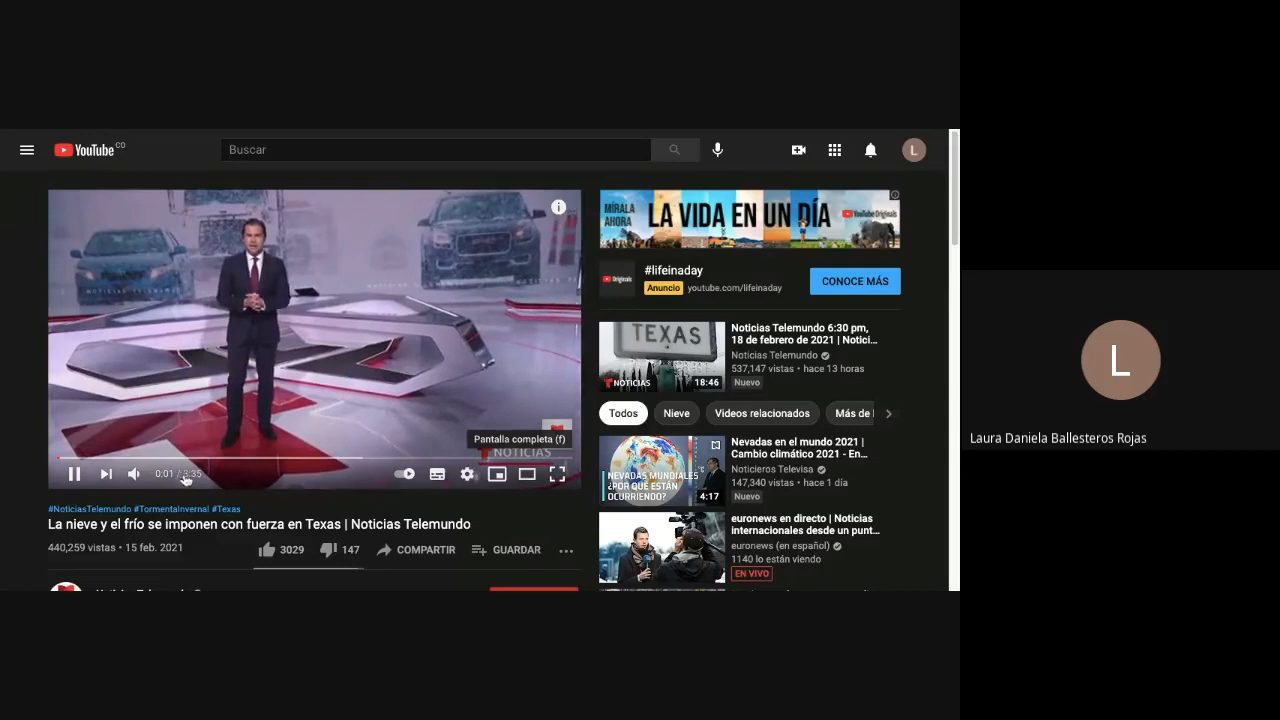 YouTube CO
Buscar
L
NOTICIAS TELEMUNDO
Pantalla completa (f)
NOTICIAS
0:01 / 3:35
#NoticiasTelemundo #TormentaInvernal #Texas
La nieve y el frío se imponen con fuerza en Texas | Noticias Telemundo
440,259 vistas • 15 feb. 2021
3029
147
COMPARTIR
GUARDAR
MÍRALA
AHORA
LA VIDA EN UN DÍA
YouTube Originals
#lifeinaday
Anuncio youtube.com/lifeinaday
CONOCE MÁS
TEXAS
NOTICIAS
18:46
Noticias Telemundo 6:30 pm,
18 de febrero de 2021 | Notici...
Noticias Telemundo
537,147 vistas • hace 13 horas
Nuevo
Todos
Nieve
Videos relacionados
Más de
NEVADAS MUNDIALES
¿POR QUÉ ESTÁN
OCURRIENDO?
4:17
Nevadas en el mundo 2021 |
Cambio climático 2021 - En...
Noticieros Televisa
147,340 vistas • hace 1 día
Nuevo
euronews en directo | Noticias
internacionales desde un punt...
euronews (en español)
1140 lo están viendo
EN VIVO
L
Laura Daniela Ballesteros Rojas